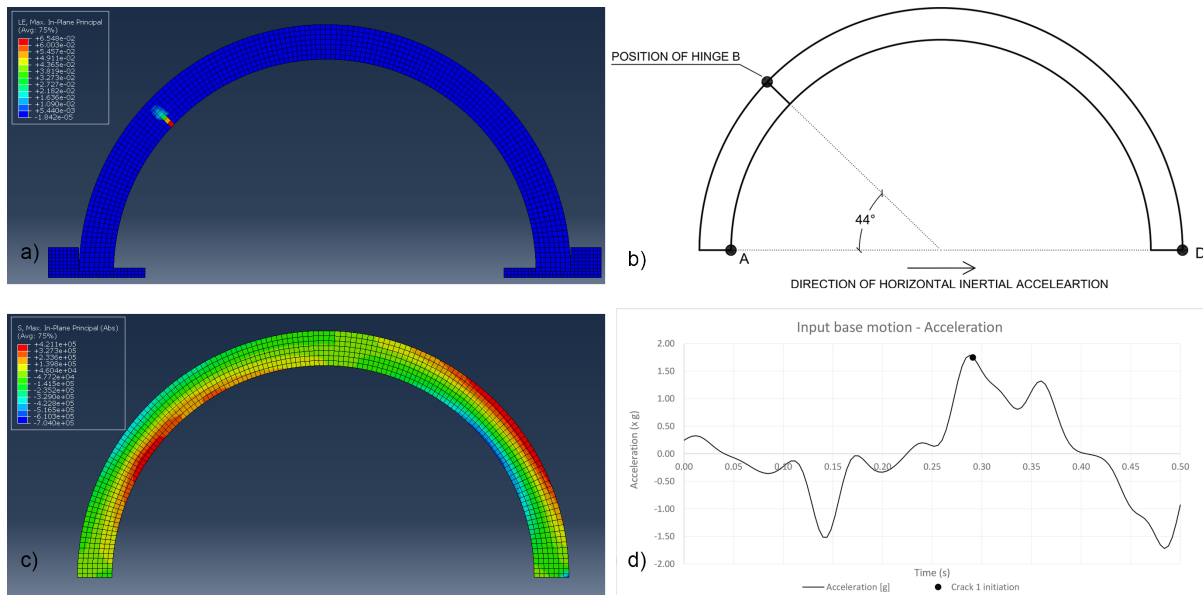 LE, Max. In-Plane Principal
(Avg: 75%)
+6.548e-02
+6.003e-02
+5.457e-02
+4.911e-02
+4.365e-02
+3.819e-02
+3.273e-02
+2.727e-02
+2.182e-02
+1.636e-02
+1.090e-02
+5.440e-03
-1.842e-05
a)
POSITION OF HINGE B
44°
A
D
DIRECTION OF HORIZONTAL INERTIAL ACCELEARTION
b)
S, Max. In-Plane Principal (Abs)
(Avg: 75%)
+4.211e+05
+3.273e+05
+2.336e+05
+1.398e+05
+4.604e+04
-4.772e+04
-1.415e+05
-2.352e+05
-3.290e+05
-4.228e+05
-5.165e+05
-6.103e+05
-7.040e+05
c)
Input base motion - Acceleration
2.00
1.50
1.00
0.50
0.00
-0.50
-1.00
-1.50
-2.00
Acceleration (x g)
0.00 0.05 0.10 0.15 0.20 0.25 0.30 0.35 0.40 0.45 0.50
Time (s)
Acceleration [g] Crack 1 initiation
d)